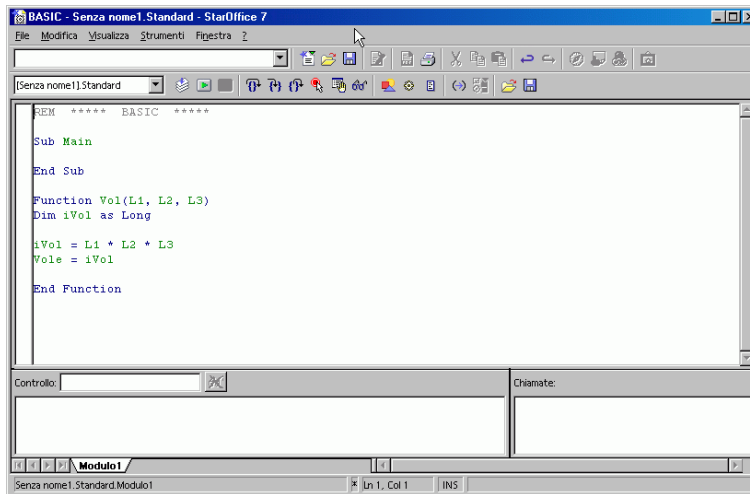 BASIC - Senza nome1.Standard - StarOffice 7
File Modifica Visualizza Strumenti Finestra ?
[Senza nome1].Standard
REM ***** BASIC *****
Sub Main
End Sub
Function Vol(L1, L2, L3)
Dim iVol as Long
iVol = L1 * L2 * L3
Vole = iVol
End Function
Controllo:
Chiamate:
Modulo1
Senza nome1.Standard.Modulo1 * Ln 1, Col 1 INS